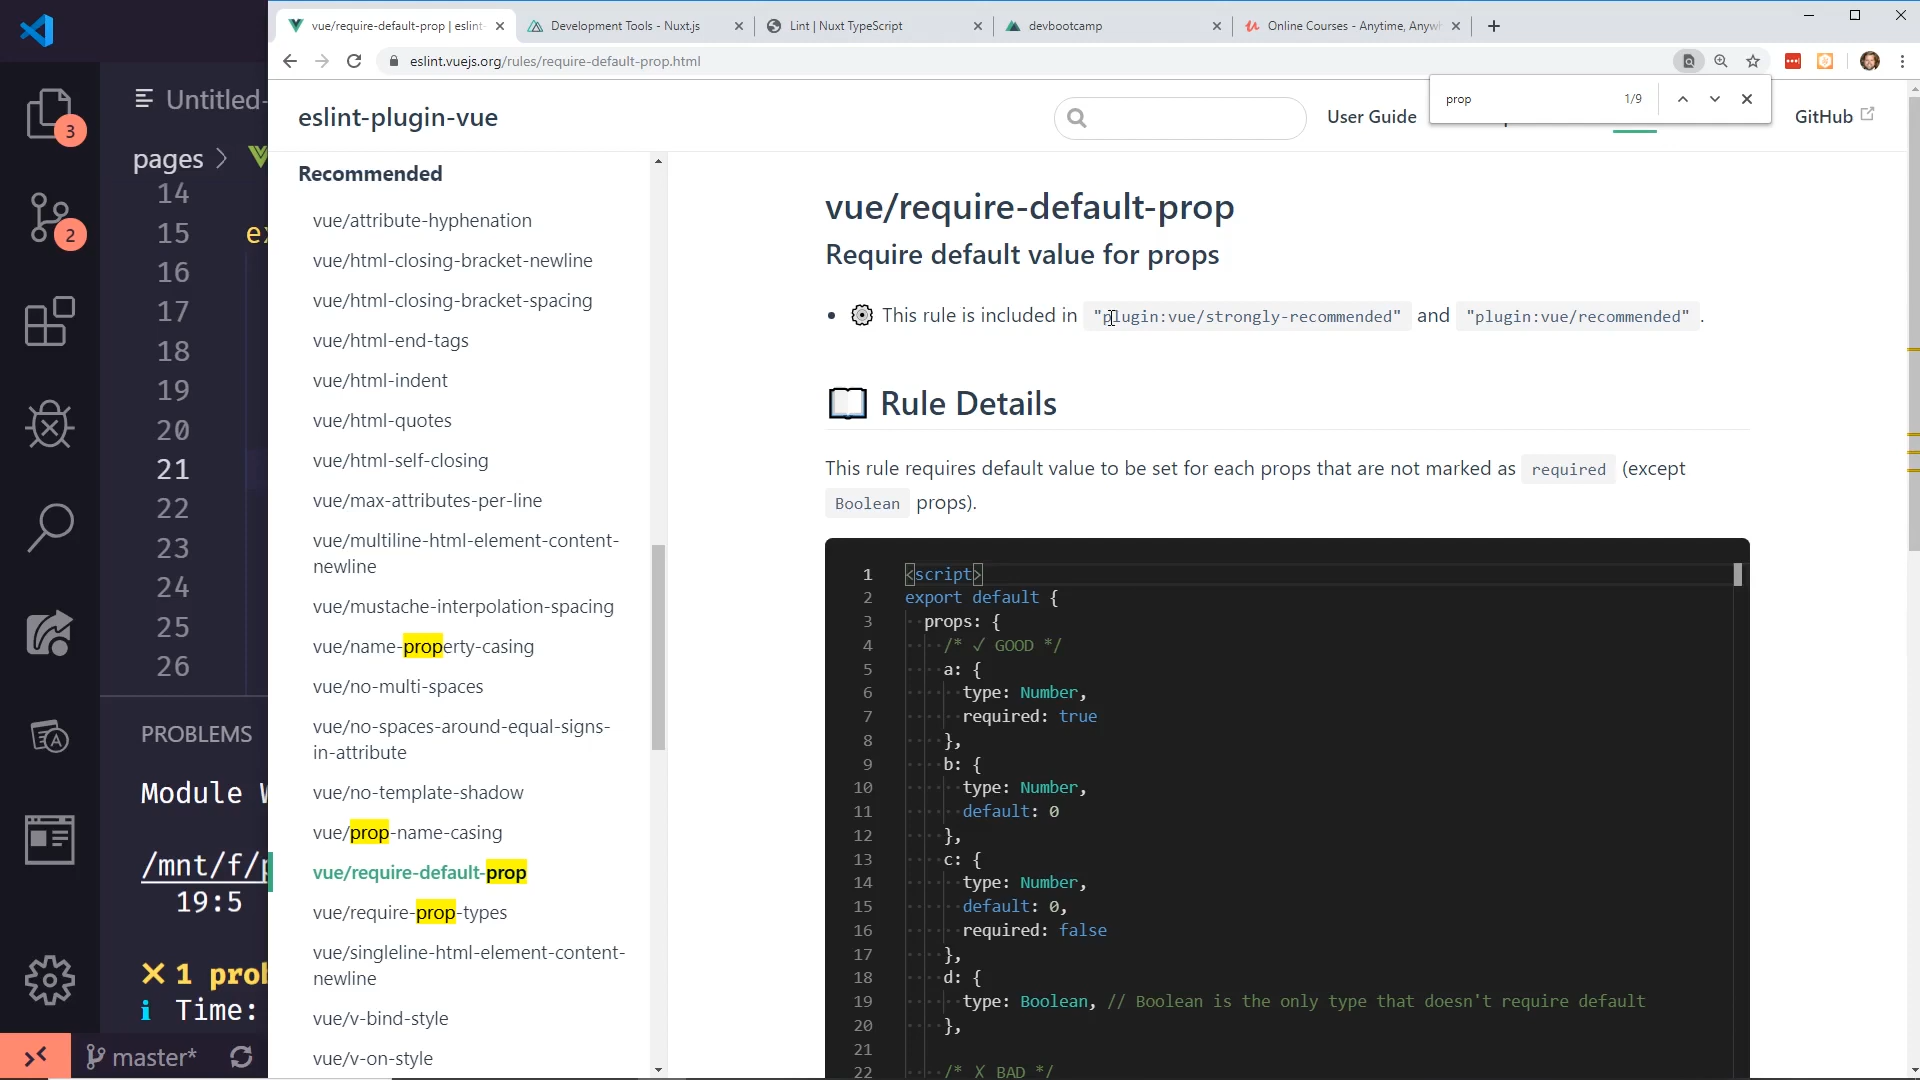 vue/require-default-prop | eslint-
Development Tools - Nuxt.js
Lint | Nuxt TypeScript
devbootcamp
Online Courses - Anytime, Anywh
eslint.vuejs.org/rules/require-default-prop.html
prop 1/9
3
2
Untitled-
pages
14
15 ex
16
17
18
19
20
21
22
23
24
25
26
PROBLEMS
Module W
/mnt/f/p
19:5
1 prob
i Time:
master*
eslint-plugin-vue
User Guide
GitHub
Recommended
vue/attribute-hyphenation
vue/html-closing-bracket-newline
vue/html-closing-bracket-spacing
vue/html-end-tags
vue/html-indent
vue/html-quotes
vue/html-self-closing
vue/max-attributes-per-line
vue/multiline-html-element-content-
newline
vue/mustache-interpolation-spacing
vue/name-property-casing
vue/no-multi-spaces
vue/no-spaces-around-equal-signs-
in-attribute
vue/no-template-shadow
vue/prop-name-casing
vue/require-default-prop
vue/require-prop-types
vue/singleline-html-element-content-
newline
vue/v-bind-style
vue/v-on-style
vue/require-default-prop
Require default value for props
• ⚙️ This rule is included in "plugin:vue/strongly-recommended" and "plugin:vue/recommended" .
📖 Rule Details
This rule requires default value to be set for each props that are not marked as required (except
Boolean props).
1 <script>
2 export default {
3 props: {
4 /* ✓ GOOD */
5 a: {
6 type: Number,
7 required: true
8 },
9 b: {
10 type: Number,
11 default: 0
12 },
13 c: {
14 type: Number,
15 default: 0,
16 required: false
17 },
18 d: {
19 type: Boolean, // Boolean is the only type that doesn't require default
20 },
21
22 /* ✗ BAD */